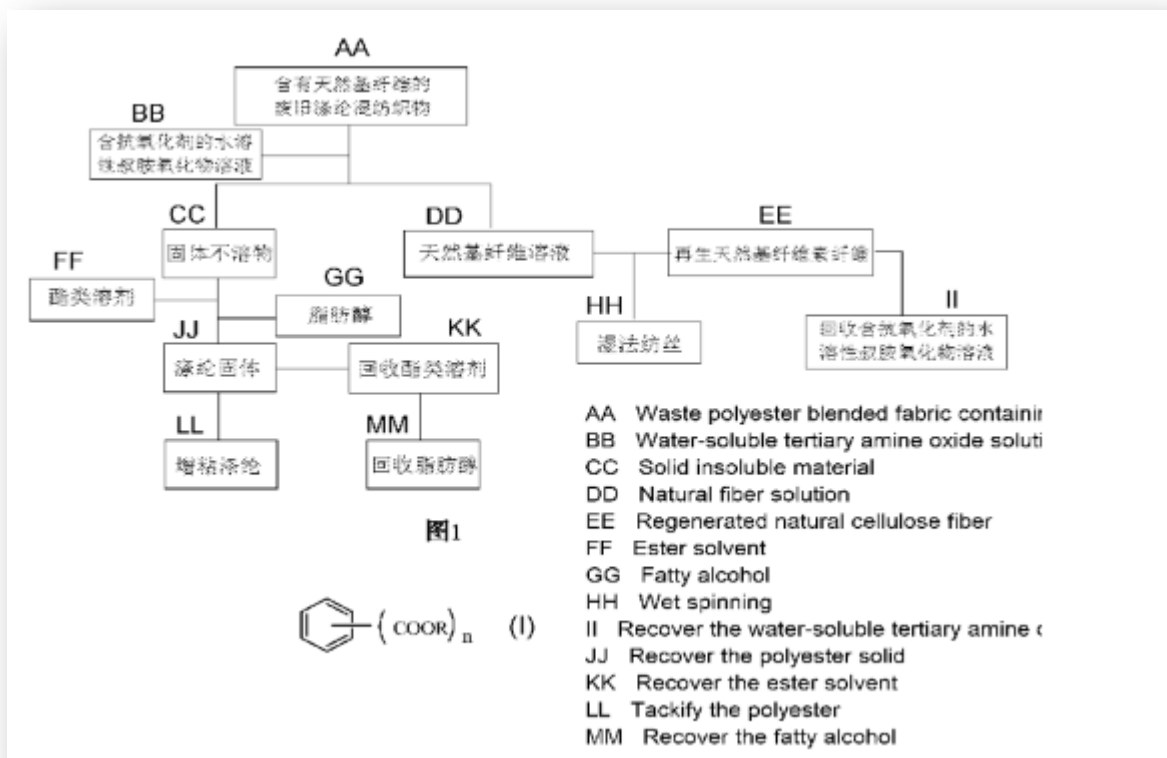 AA
含有天然基纤维的
废旧涤纶混纺织物
BB
含抗氧化剂的水溶
性叔胺氧化物溶液
CC
固体不溶物
DD
天然基纤维溶液
EE
再生天然基纤维素纤维
FF
酯类溶剂
GG
脂肪醇
HH
湿法纺丝
II
回收含抗氧化剂的水
溶性叔胺氧化物溶液
JJ
涤纶固体
KK
回收酯类溶剂
LL
增粘涤纶
MM
回收脂肪醇
图1
(COOR)n (I)
AA Waste polyester blended fabric containin
BB Water-soluble tertiary amine oxide soluti
CC Solid insoluble material
DD Natural fiber solution
EE Regenerated natural cellulose fiber
FF Ester solvent
GG Fatty alcohol
HH Wet spinning
II Recover the water-soluble tertiary amine
JJ Recover the polyester solid
KK Recover the ester solvent
LL Tackify the polyester
MM Recover the fatty alcohol